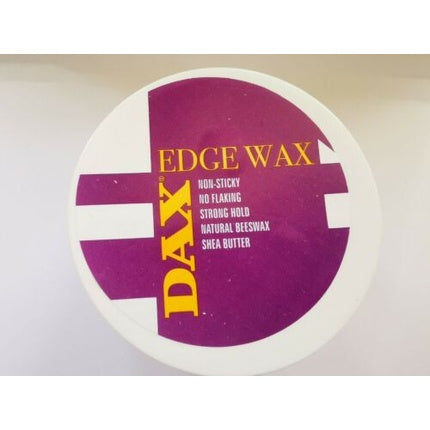 EDGE WAX
DAX®
NON-STICKY
NO FLAKING
STRONG HOLD
NATURAL BEESWAX
SHEA BUTTER